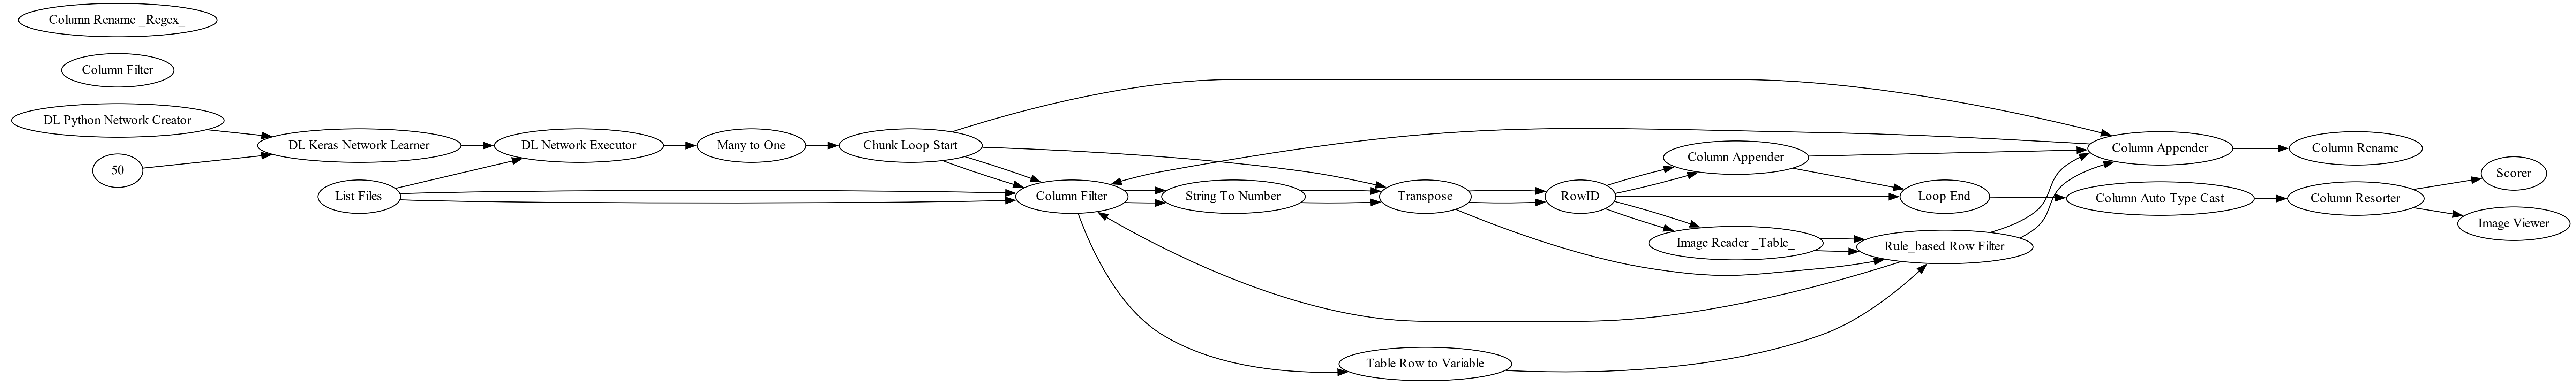 Column Rename _Regex_
Column Filter
DL Python Network Creator
50
DL Keras Network Learner
List Files
DL Network Executor
Many to One
Chunk Loop Start
Column Filter
String To Number
Transpose
Table Row to Variable
RowID
Column Appender
Image Reader _Table_
Loop End
Rule_based Row Filter
Column Appender
Column Auto Type Cast
Column Rename
Column Resorter
Scorer
Image Viewer